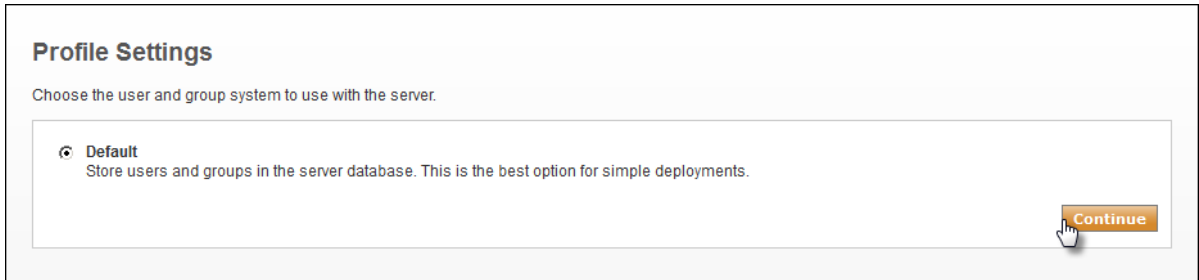 Profile Settings
Choose the user and group system to use with the server.
Default
Store users and groups in the server database. This is the best option for simple deployments.
Continue